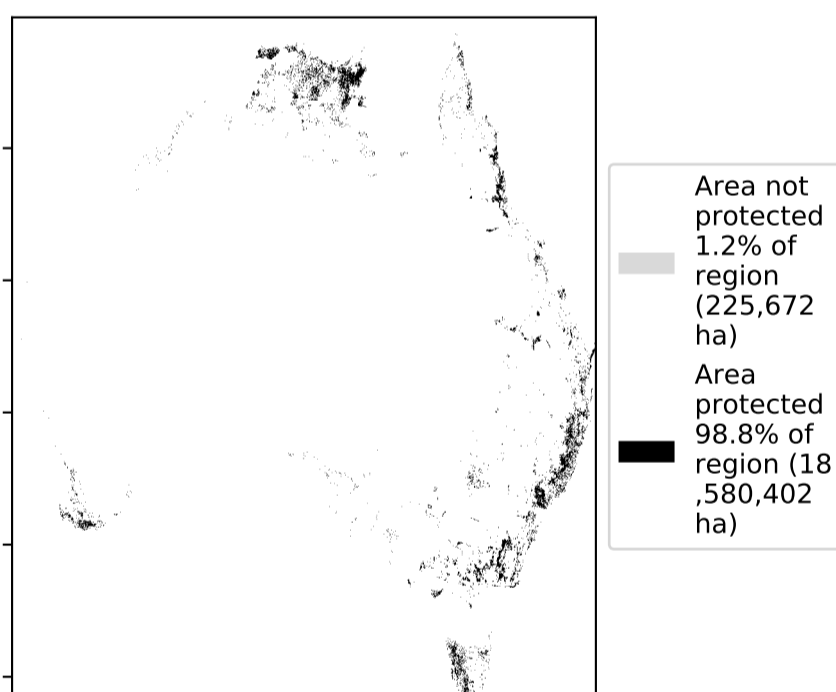 Area not
protected
1.2% of
region
(225,672
ha)
Area
protected
98.8% of
region (18
,580,402
ha)